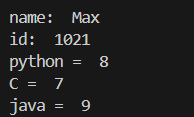 name:  Max
id:  1021
python =  8
C =  7
java =  9